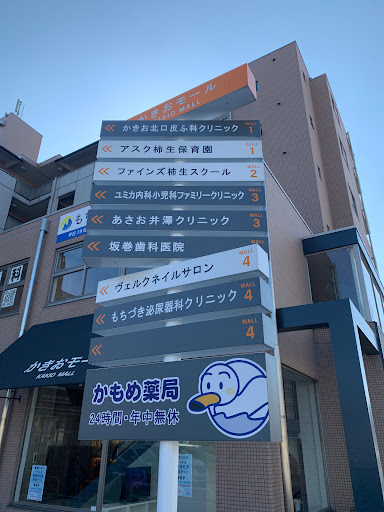 かきおモール
KAKIO MALL
かきお北口皮ふ科クリニック MALL 1
アスク柿生保育園 MALL 1
ファインズ柿生スクール MALL 2
ユミカ内科小児科ファミリークリニック MALL 3
あさお井澤クリニック MALL 3
坂巻歯科医院 MALL 3
ヴェルクネイルサロン MALL 4
もちづき泌尿器科クリニック MALL 4
MALL 4
かもめ薬局
24時間・年中無休
かきおモー
KAKIO MALL